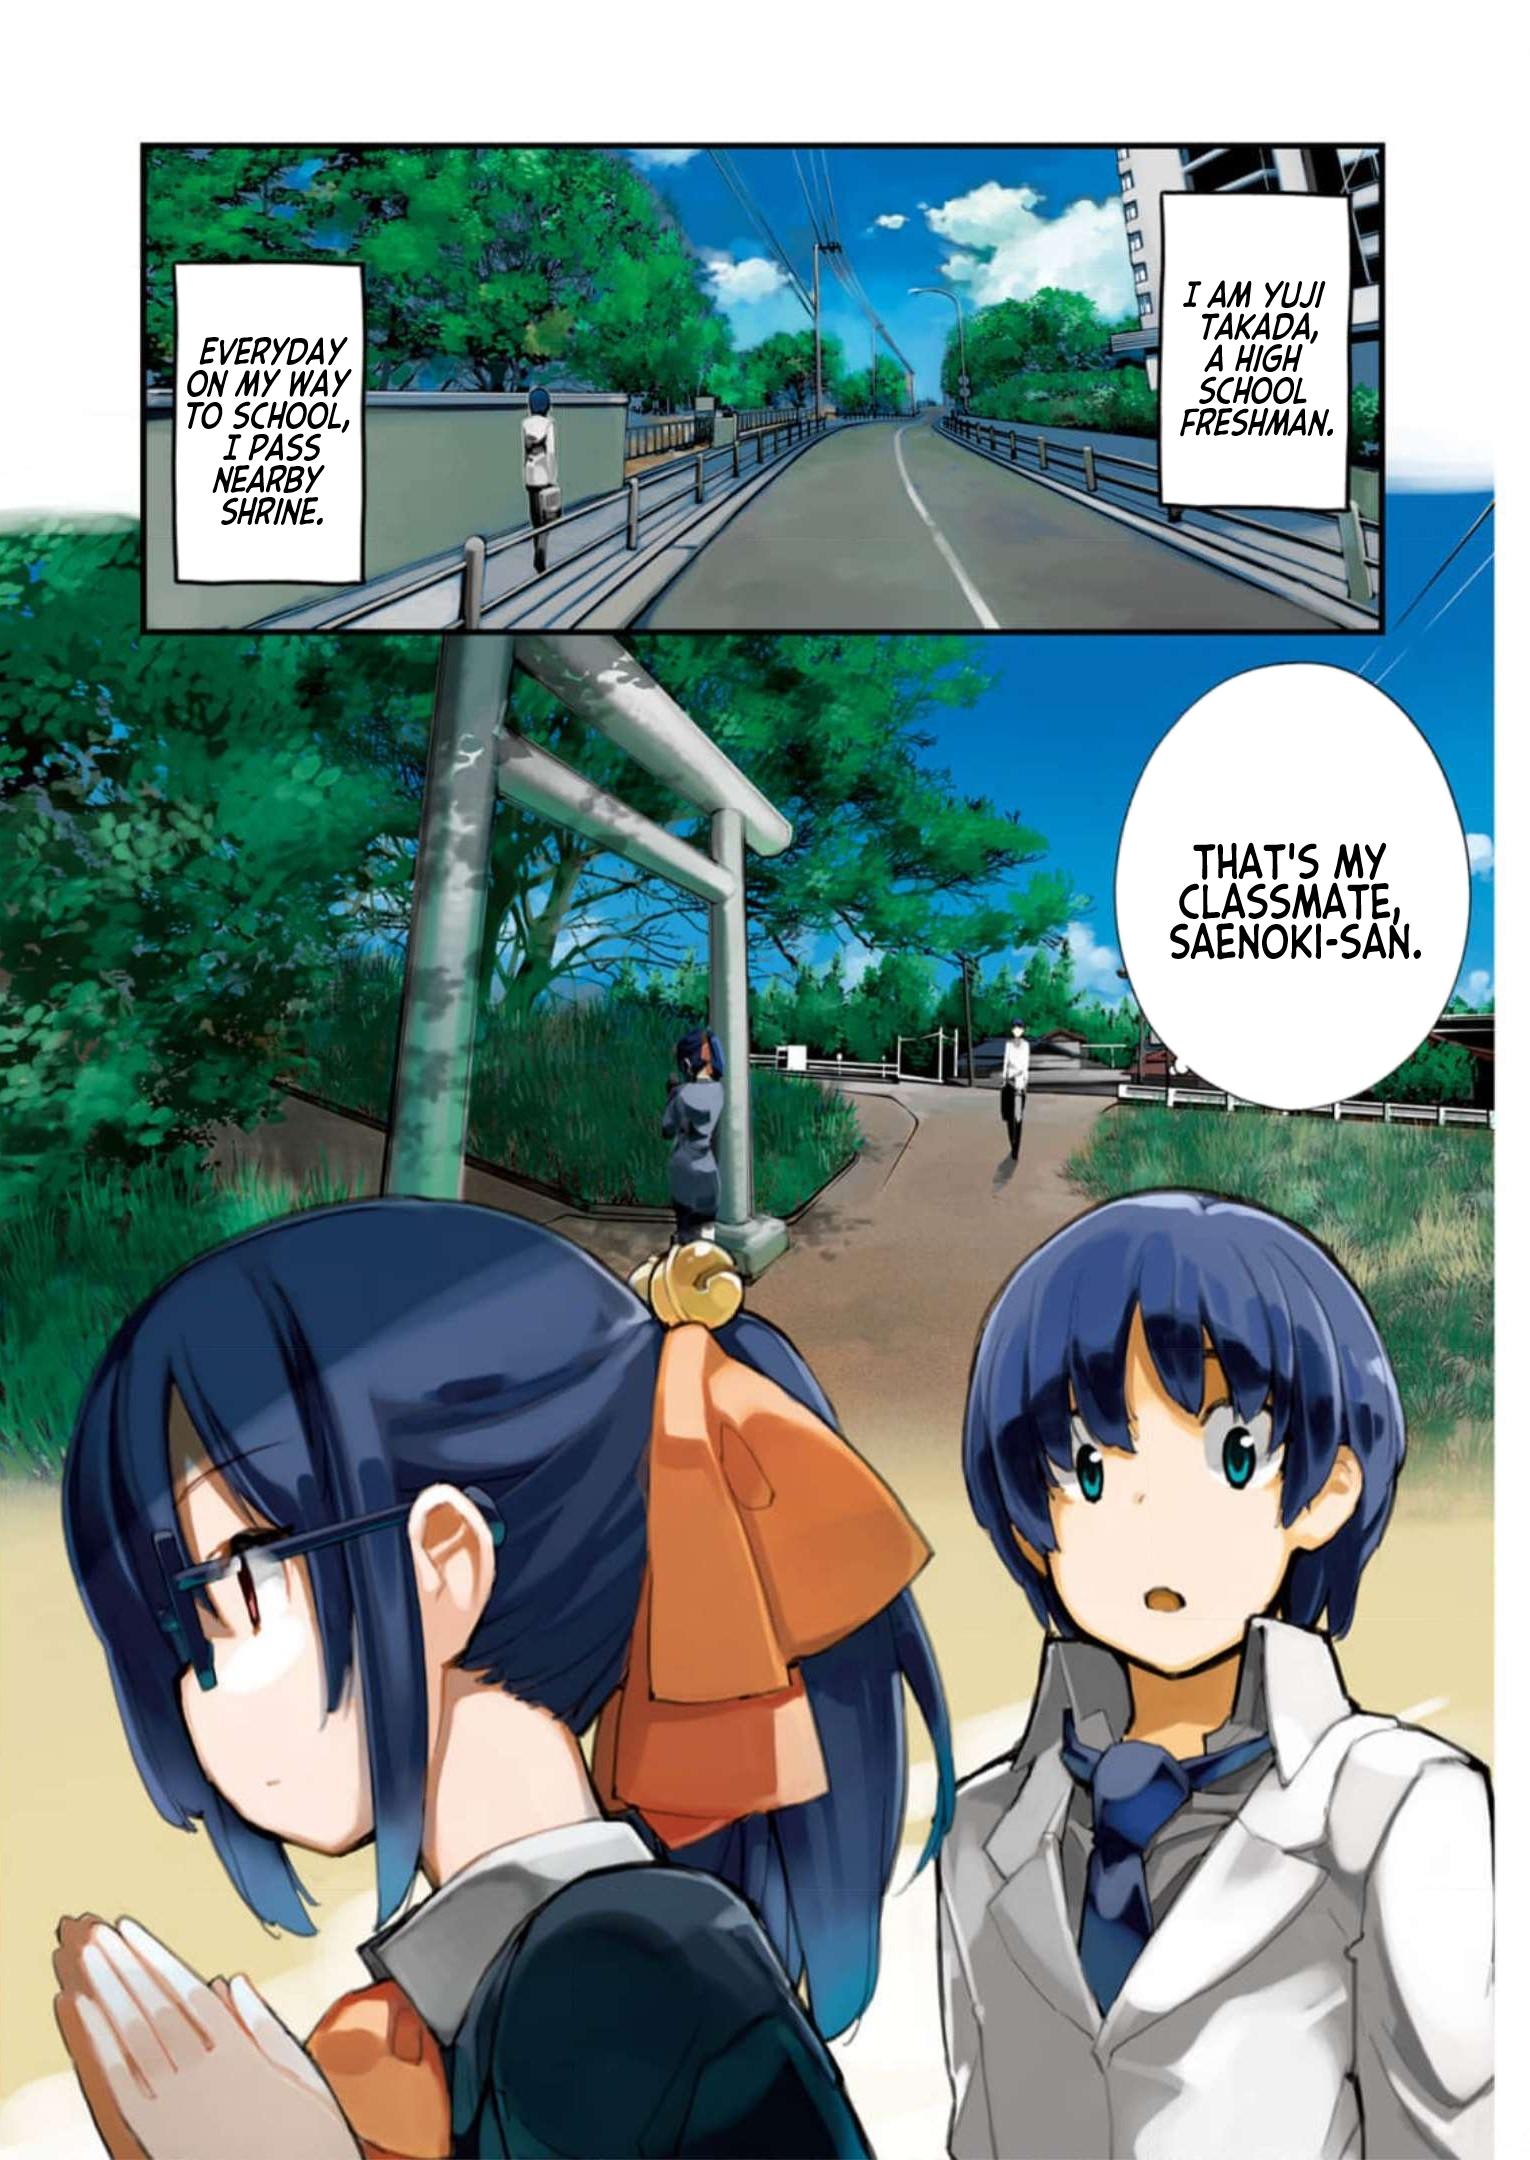 I AM YUJI
TAKADA,
A HIGH
SCHOOL
FRESHMAN.
EVERYDAY
ON MY WAY
TO SCHOOL,
I PASS
NEARBY
SHRINE.
THAT'S MY
CLASSMATE,
SAENOKI-SAN.